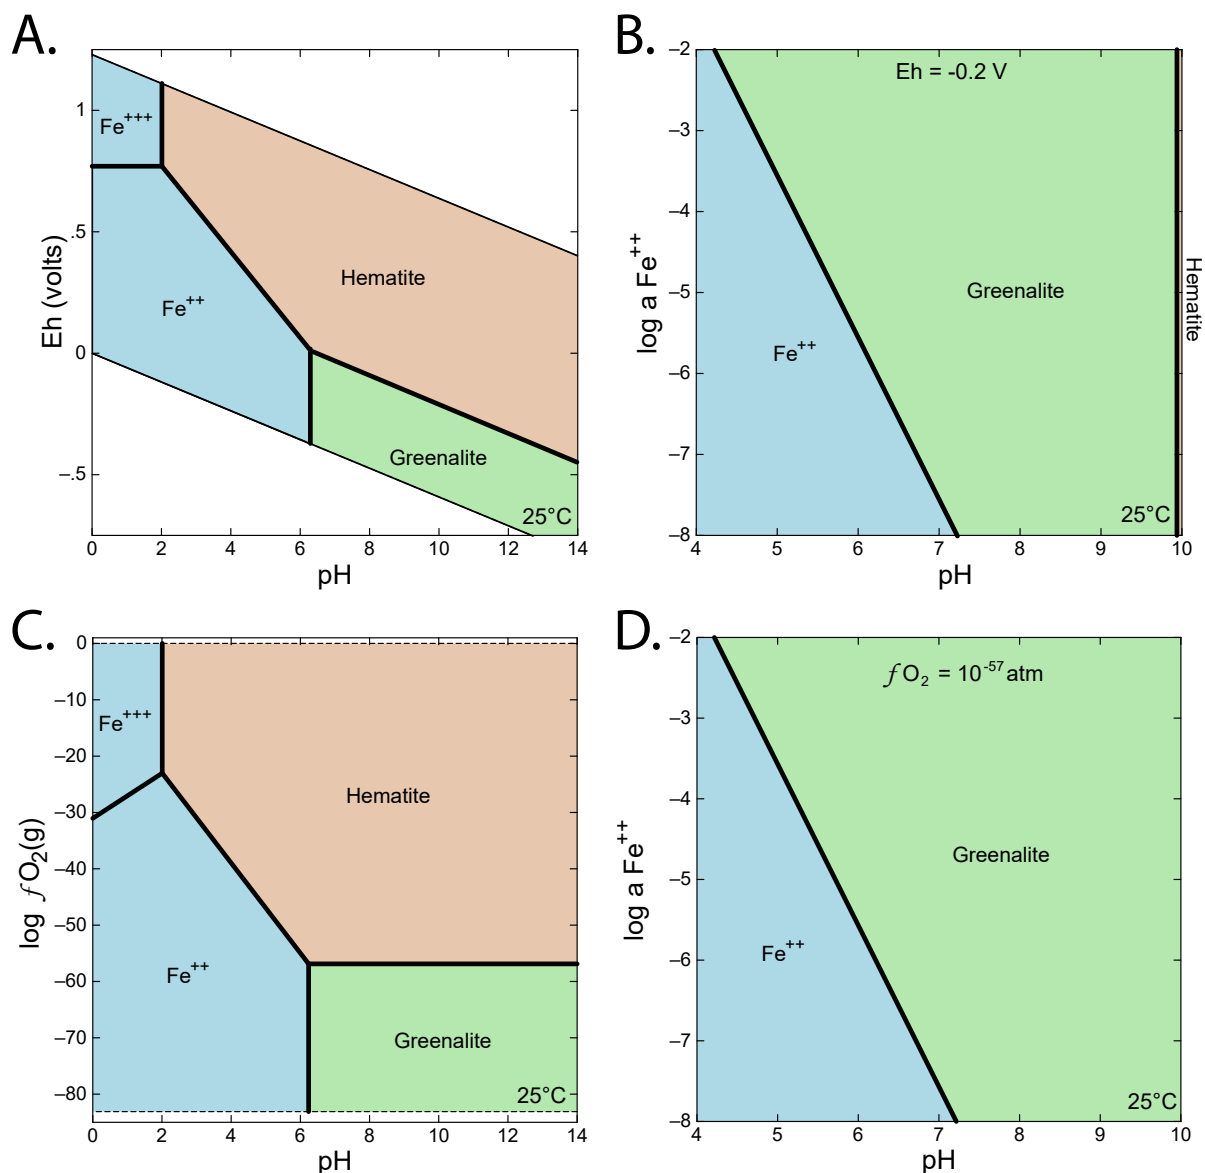 A.
1
.5
0
–.5
Eh (volts)
Fe+++
Fe++
Hematite
Greenalite
25°C
0 2 4 6 8 10 12 14
pH
B.
–2
–3
–4
–5
–6
–7
–8
log a Fe++
Eh = -0.2 V
Greenalite
Fe++
Hematite
25°C
4 5 6 7 8 9 10
pH
C.
0
–10
–20
–30
–40
–50
–60
–70
–80
log ƒO2(g)
Fe+++
Hematite
Fe++
Greenalite
25°C
0 2 4 6 8 10 12 14
pH
D.
–2
–3
–4
–5
–6
–7
–8
log a Fe++
ƒO2 = 10-57 atm
Greenalite
Fe++
25°C
4 5 6 7 8 9 10
pH